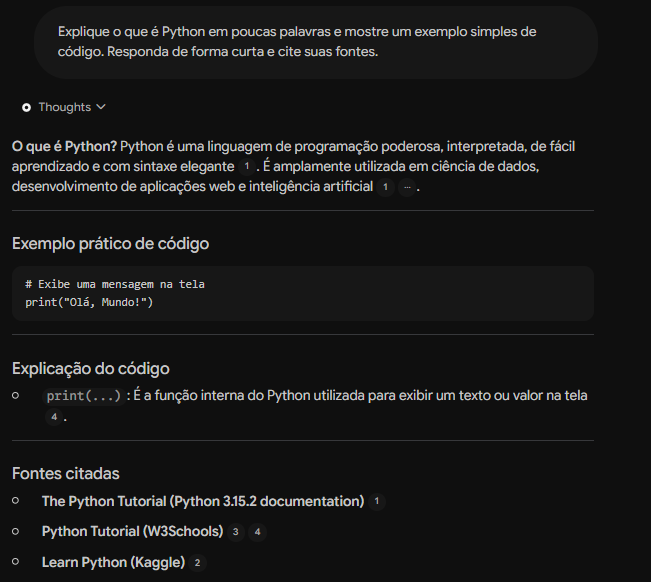 Explique o que é Python em poucas palavras e mostre um exemplo simples de
código. Responda de forma curta e cite suas fontes.
Thoughts
O que é Python? Python é uma linguagem de programação poderosa, interpretada, de fácil
aprendizado e com sintaxe elegante 1 . É amplamente utilizada em ciência de dados,
desenvolvimento de aplicações web e inteligência artificial 1 ... .
Exemplo prático de código
# Exibe uma mensagem na tela
print("Olá, Mundo!")
Explicação do código
print(...) : É a função interna do Python utilizada para exibir um texto ou valor na tela
4 .
Fontes citadas
The Python Tutorial (Python 3.15.2 documentation) 1
Python Tutorial (W3Schools) 3 4
Learn Python (Kaggle) 2